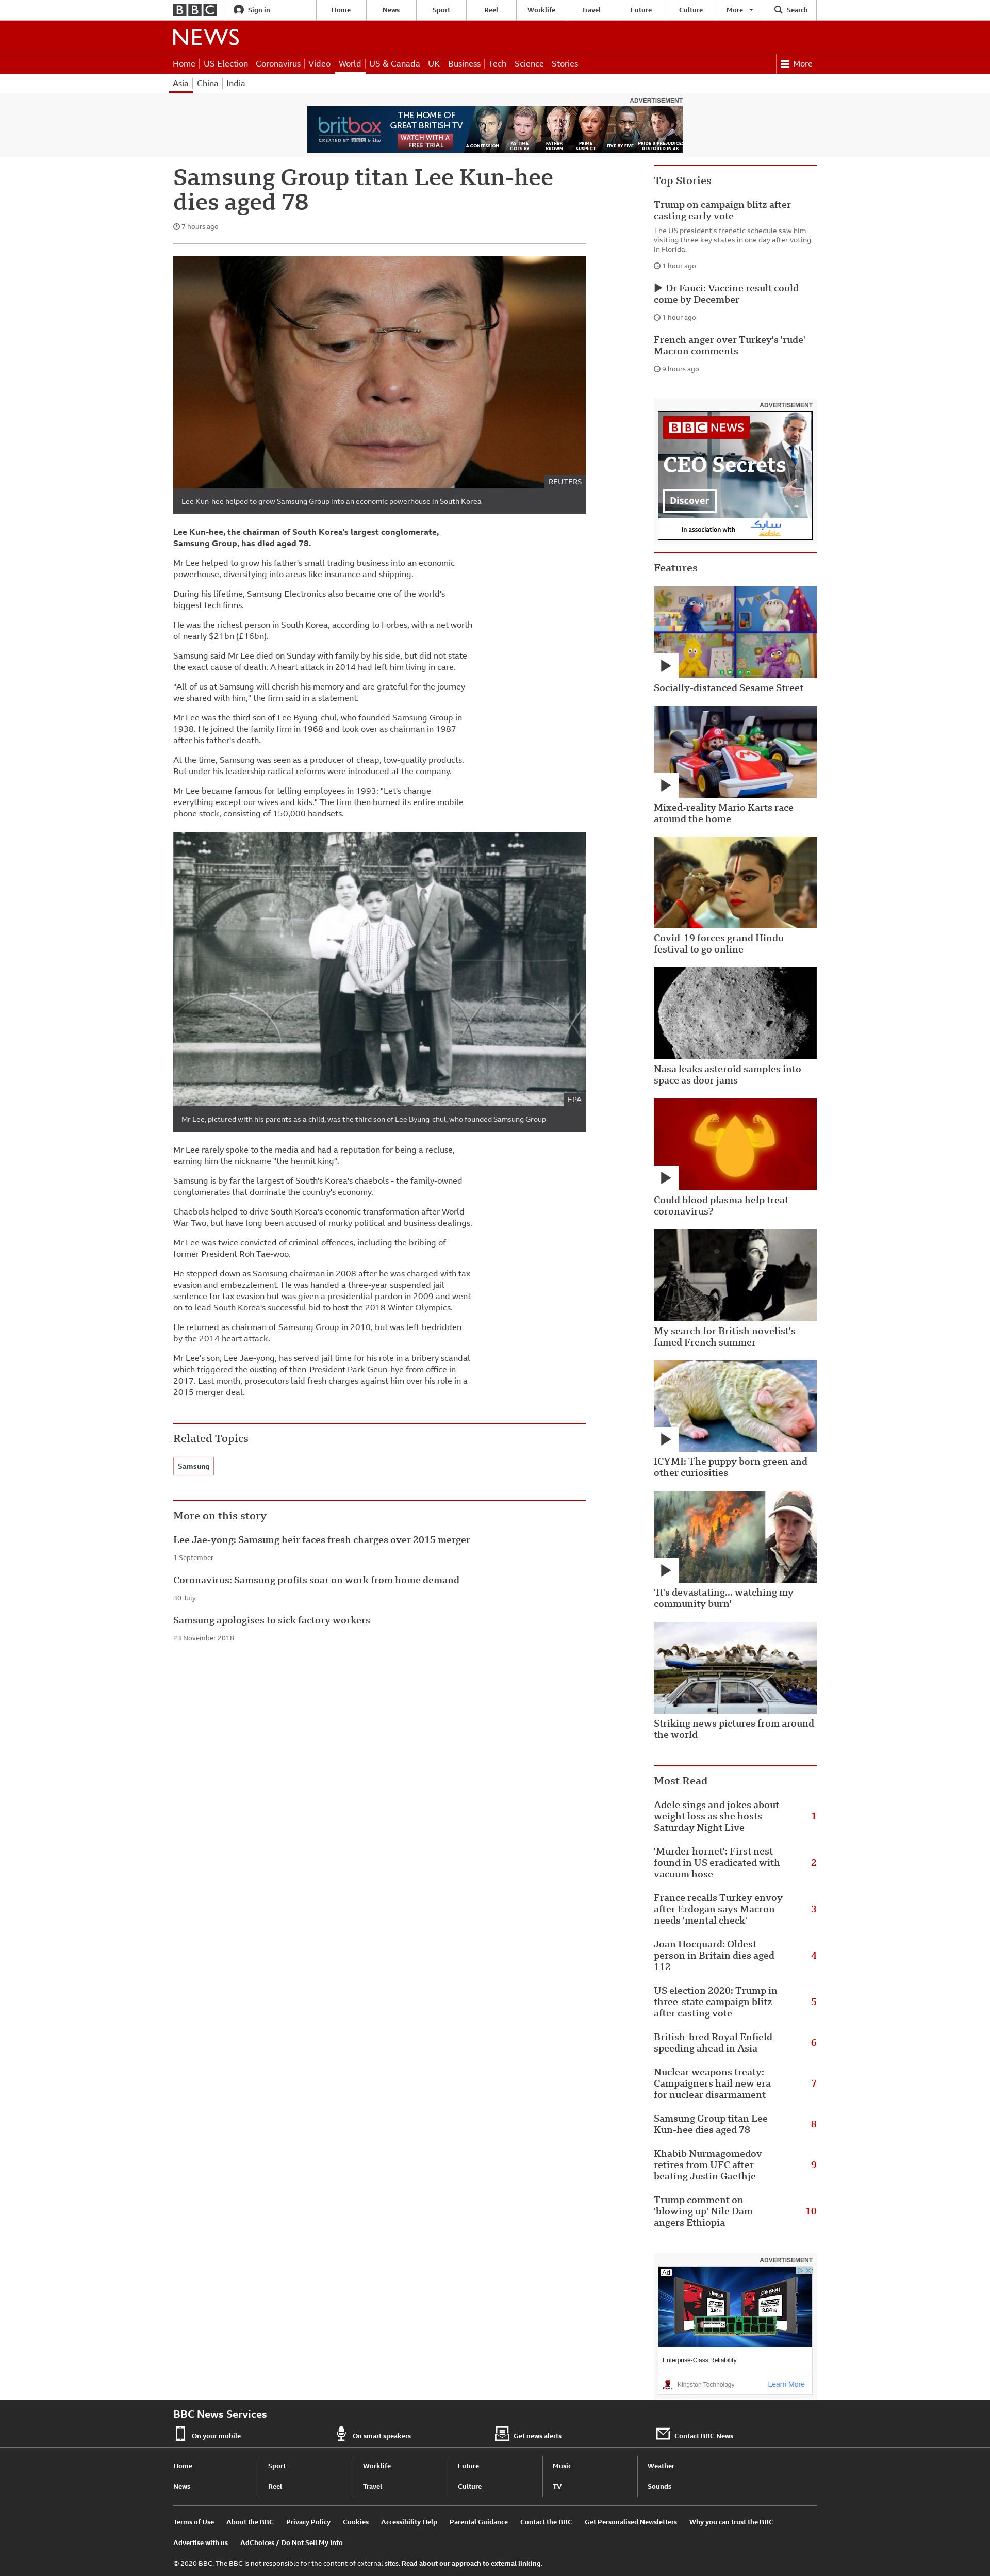 BBC
Sign in
Home
News
Sport
Reel
Worklife
Travel
Future
Culture
More
Search
NEWS
Home
US Election
Coronavirus
Video
World
US & Canada
UK
Business
Tech
Science
Stories
More
Asia
China
India
ADVERTISEMENT
britbox
CREATED BY BBC & itv
THE HOME OF
GREAT BRITISH TV
WATCH WITH A
FREE TRIAL
A CONFESSION
AS TIME
GOES BY
FATHER
BROWN
PRIME
SUSPECT
FIVE BY FIVE
PRIDE & PREJUDICE:
RESTORED IN 4K
Samsung Group titan Lee Kun-hee
dies aged 78
7 hours ago
REUTERS
Lee Kun-hee helped to grow Samsung Group into an economic powerhouse in South Korea
Lee Kun-hee, the chairman of South Korea's largest conglomerate,
Samsung Group, has died aged 78.
Mr Lee helped to grow his father's small trading business into an economic
powerhouse, diversifying into areas like insurance and shipping.
During his lifetime, Samsung Electronics also became one of the world's
biggest tech firms.
He was the richest person in South Korea, according to Forbes, with a net worth
of nearly $21bn (£16bn).
Samsung said Mr Lee died on Sunday with family by his side, but did not state
the exact cause of death. A heart attack in 2014 had left him living in care.
"All of us at Samsung will cherish his memory and are grateful for the journey
we shared with him," the firm said in a statement.
Mr Lee was the third son of Lee Byung-chul, who founded Samsung Group in
1938. He joined the family firm in 1968 and took over as chairman in 1987
after his father's death.
At the time, Samsung was seen as a producer of cheap, low-quality products.
But under his leadership radical reforms were introduced at the company.
Mr Lee became famous for telling employees in 1993: "Let's change
everything except our wives and kids." The firm then burned its entire mobile
phone stock, consisting of 150,000 handsets.
EPA
Mr Lee, pictured with his parents as a child, was the third son of Lee Byung-chul, who founded Samsung Group
Mr Lee rarely spoke to the media and had a reputation for being a recluse,
earning him the nickname "the hermit king".
Samsung is by far the largest of South's Korea's chaebols - the family-owned
conglomerates that dominate the country's economy.
Chaebols helped to drive South Korea's economic transformation after World
War Two, but have long been accused of murky political and business dealings.
Mr Lee was twice convicted of criminal offences, including the bribing of
former President Roh Tae-woo.
He stepped down as Samsung chairman in 2008 after he was charged with tax
evasion and embezzlement. He was handed a three-year suspended jail
sentence for tax evasion but was given a presidential pardon in 2009 and went
on to lead South Korea's successful bid to host the 2018 Winter Olympics.
He returned as chairman of Samsung Group in 2010, but was left bedridden
by the 2014 heart attack.
Mr Lee's son, Lee Jae-yong, has served jail time for his role in a bribery scandal
which triggered the ousting of then-President Park Geun-hye from office in
2017. Last month, prosecutors laid fresh charges against him over his role in a
2015 merger deal.
Related Topics
Samsung
More on this story
Lee Jae-yong: Samsung heir faces fresh charges over 2015 merger
1 September
Coronavirus: Samsung profits soar on work from home demand
30 July
Samsung apologises to sick factory workers
23 November 2018
Top Stories
Trump on campaign blitz after
casting early vote
The US president's frenetic schedule saw him
visiting three key states in one day after voting
in Florida.
1 hour ago
Dr Fauci: Vaccine result could
come by December
1 hour ago
French anger over Turkey's 'rude'
Macron comments
9 hours ago
ADVERTISEMENT
BBC NEWS
CEO Secrets
Discover
In association with
سابك
sabic
Features
Socially-distanced Sesame Street
Mixed-reality Mario Karts race
around the home
Covid-19 forces grand Hindu
festival to go online
Nasa leaks asteroid samples into
space as door jams
Could blood plasma help treat
coronavirus?
My search for British novelist's
famed French summer
ICYMI: The puppy born green and
other curiosities
'It's devastating... watching my
community burn'
Striking news pictures from around
the world
Most Read
Adele sings and jokes about
weight loss as she hosts
Saturday Night Live
1
'Murder hornet': First nest
found in US eradicated with
vacuum hose
2
France recalls Turkey envoy
after Erdogan says Macron
needs 'mental check'
3
Joan Hocquard: Oldest
person in Britain dies aged
112
4
US election 2020: Trump in
three-state campaign blitz
after casting vote
5
British-bred Royal Enfield
speeding ahead in Asia
6
Nuclear weapons treaty:
Campaigners hail new era
for nuclear disarmament
7
Samsung Group titan Lee
Kun-hee dies aged 78
8
Khabib Nurmagomedov
retires from UFC after
beating Justin Gaethje
9
Trump comment on
'blowing up' Nile Dam
angers Ethiopia
10
ADVERTISEMENT
Ad
Kingston
3.84TB
Kingston
3.84TB
Enterprise-Class Reliability
Kingston Technology
Learn More
BBC News Services
On your mobile
On smart speakers
Get news alerts
Contact BBC News
Home
Sport
Worklife
Future
Music
Weather
News
Reel
Travel
Culture
TV
Sounds
Terms of Use
About the BBC
Privacy Policy
Cookies
Accessibility Help
Parental Guidance
Contact the BBC
Get Personalised Newsletters
Why you can trust the BBC
Advertise with us
AdChoices / Do Not Sell My Info
© 2020 BBC. The BBC is not responsible for the content of external sites. Read about our approach to external linking.